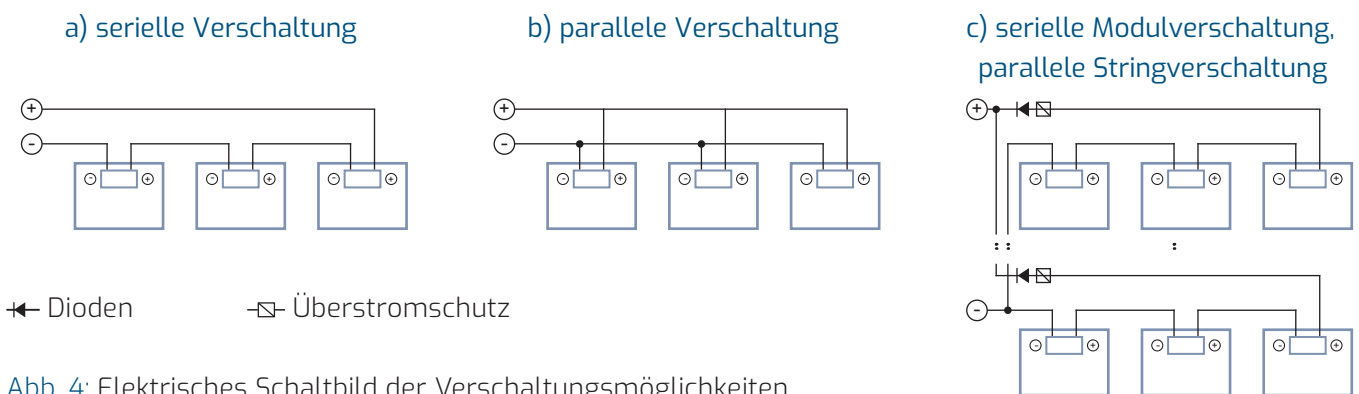 a) serielle Verschaltung
b) parallele Verschaltung
c) serielle Modulverschaltung,
parallele Stringverschaltung
+
-
- +
- +
- +
+
-
- +
- +
- +
+
- +
- +
- +
-
- +
- +
- +
Dioden
Überstromschutz
Abb. 4: Elektrisches Schaltbild der Verschaltungsmöglichkeiten